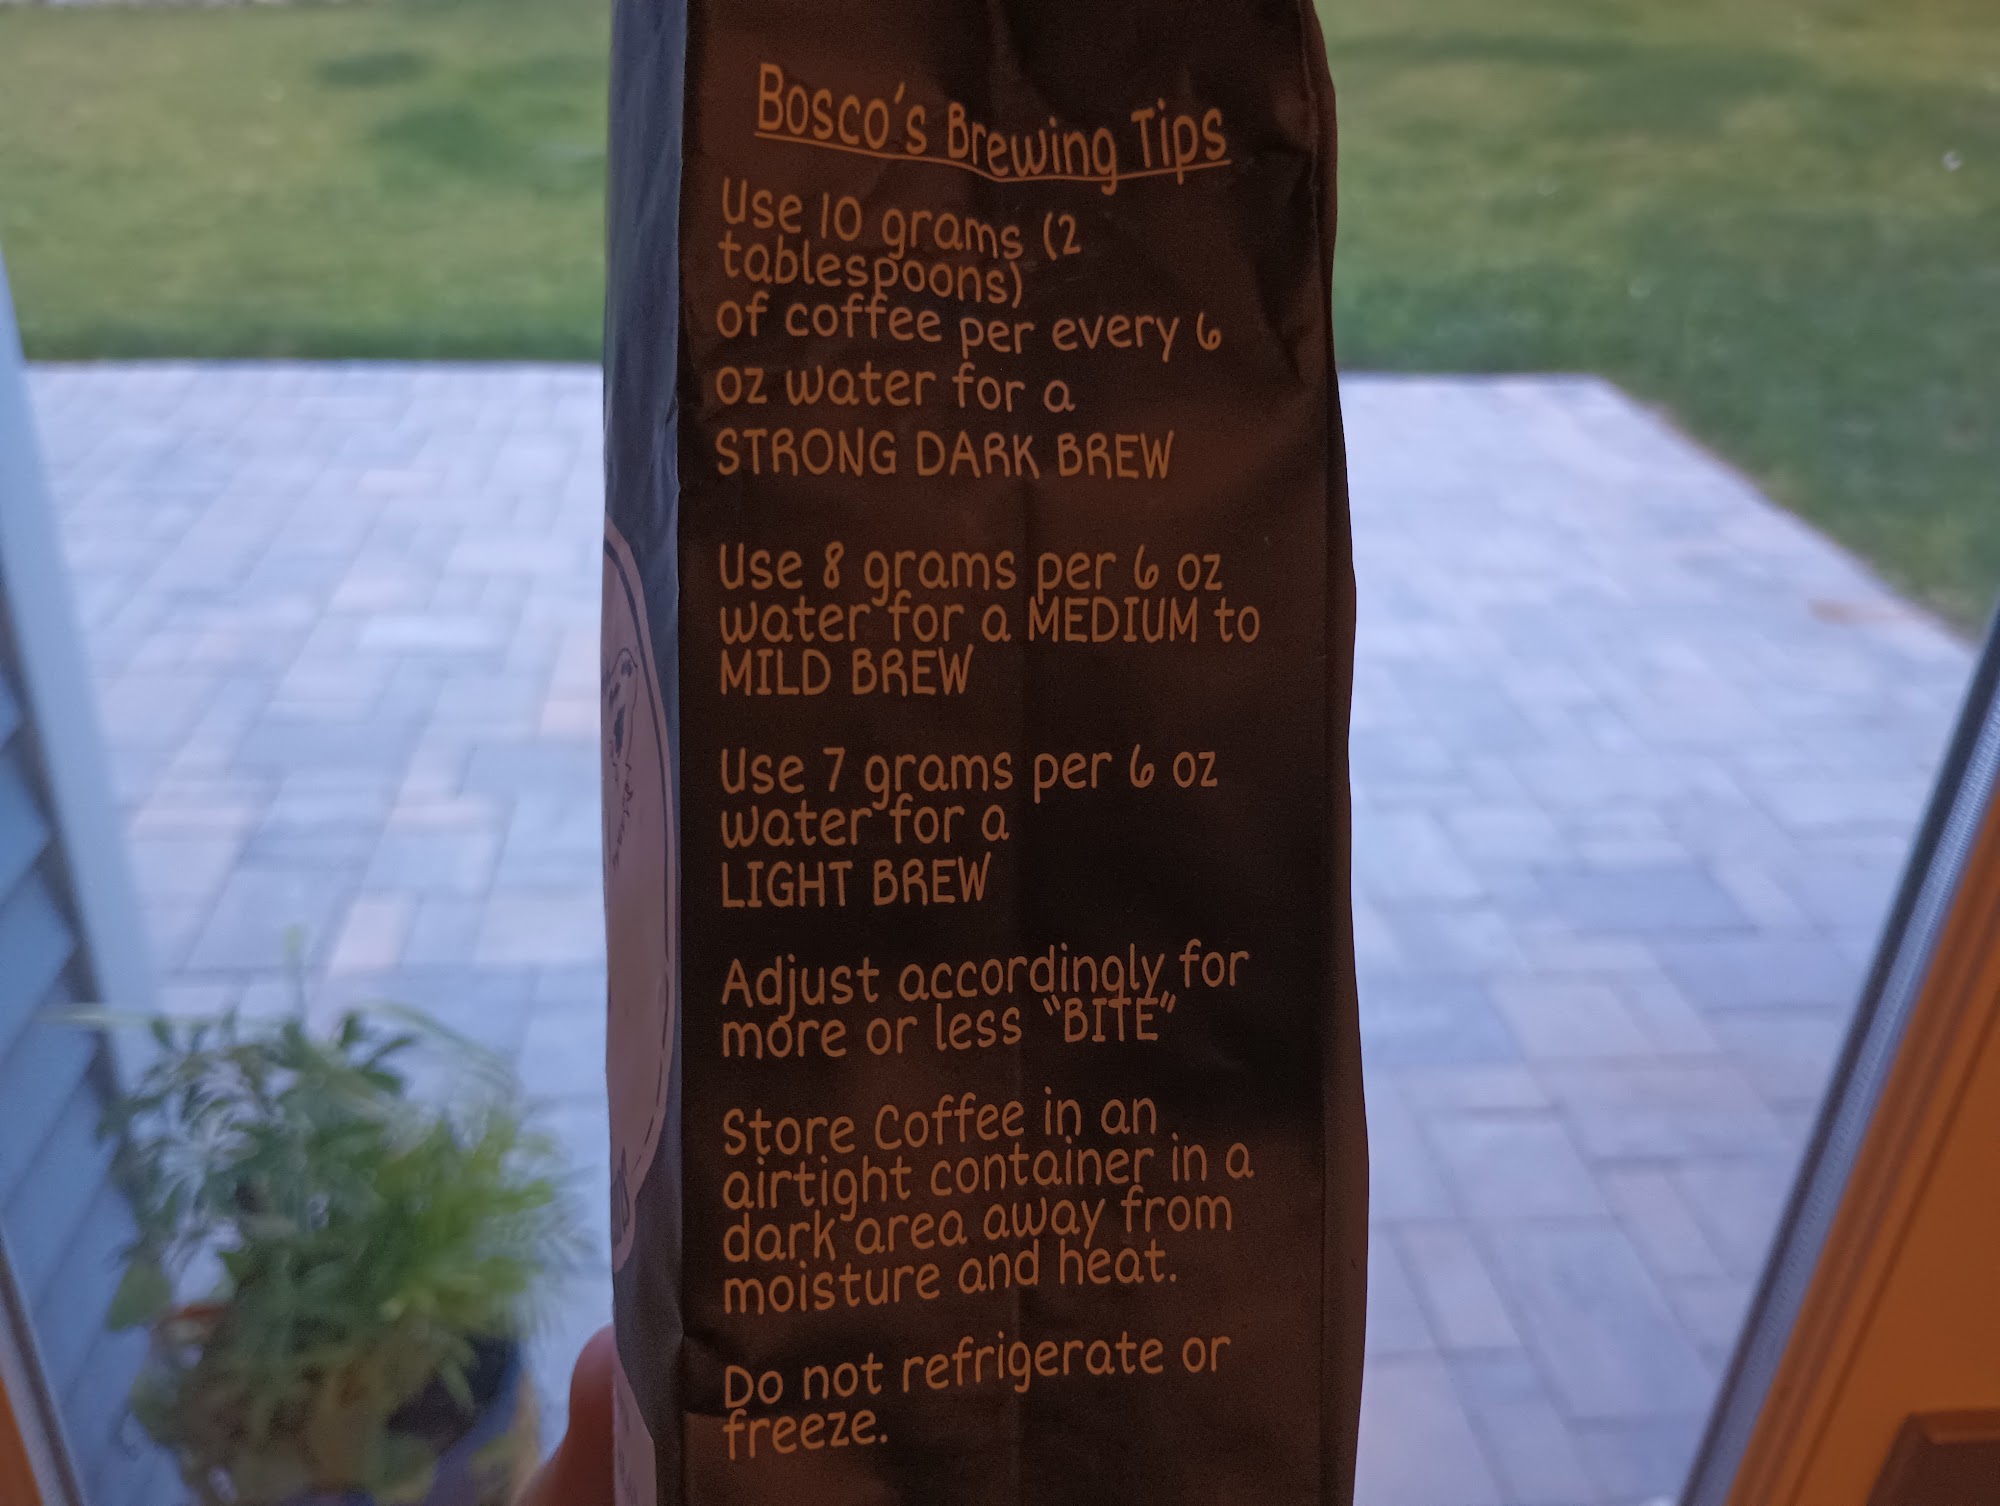 Bosco's Brewing Tips
Use 10 grams (2
tablespoons)
of coffee per every 6
oz water for a
STRONG DARK BREW
Use 8 grams per 6 oz
water for a MEDIUM to
MILD BREW
Use 7 grams per 6 oz
water for a
LIGHT BREW
Adjust accordingly for
more or less "BITE"
Store Coffee in an
airtight container in a
dark area away from
moisture and heat.
Do not refrigerate or
freeze.